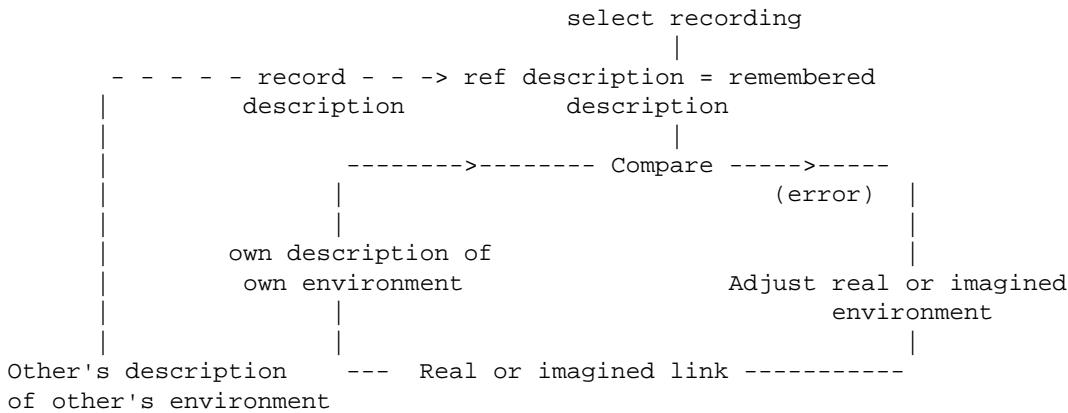 select recording
- - - - - record - - -> ref description = remembered
description description
-------->-------- Compare ----->-----
(error)
own description of
own environment Adjust real or imagined
environment
Other's description --- Real or imagined link -----------
of other's environment